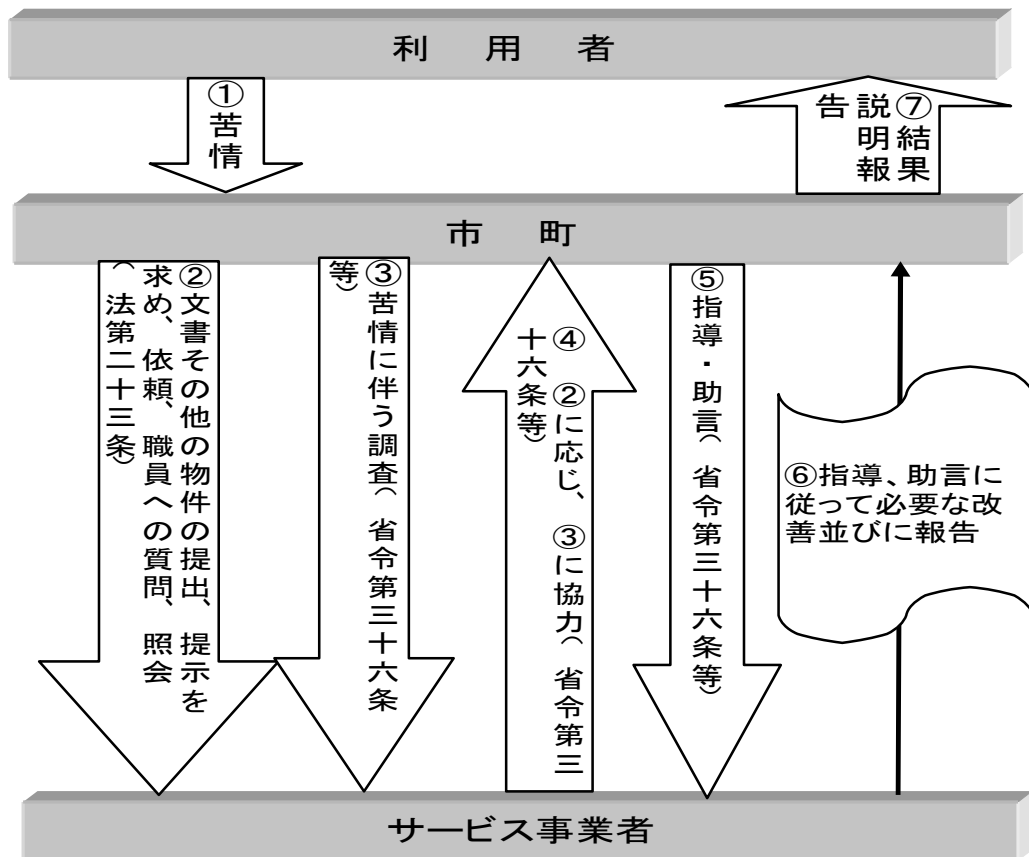 利用者
①苦情
⑦結果
説明報
告
市町
②文書その他の物件の提出、提示を
求め、依頼、職員への質問、照会
（法第二十三条）
③苦情に伴う調査（省令第三十六条
等）
④　②に応じ、③に協力（省令第三
十六条等）
⑤指導・助言（省令第三十六条等）
⑥指導、助言に
従って必要な改
善並びに報告
サービス事業者